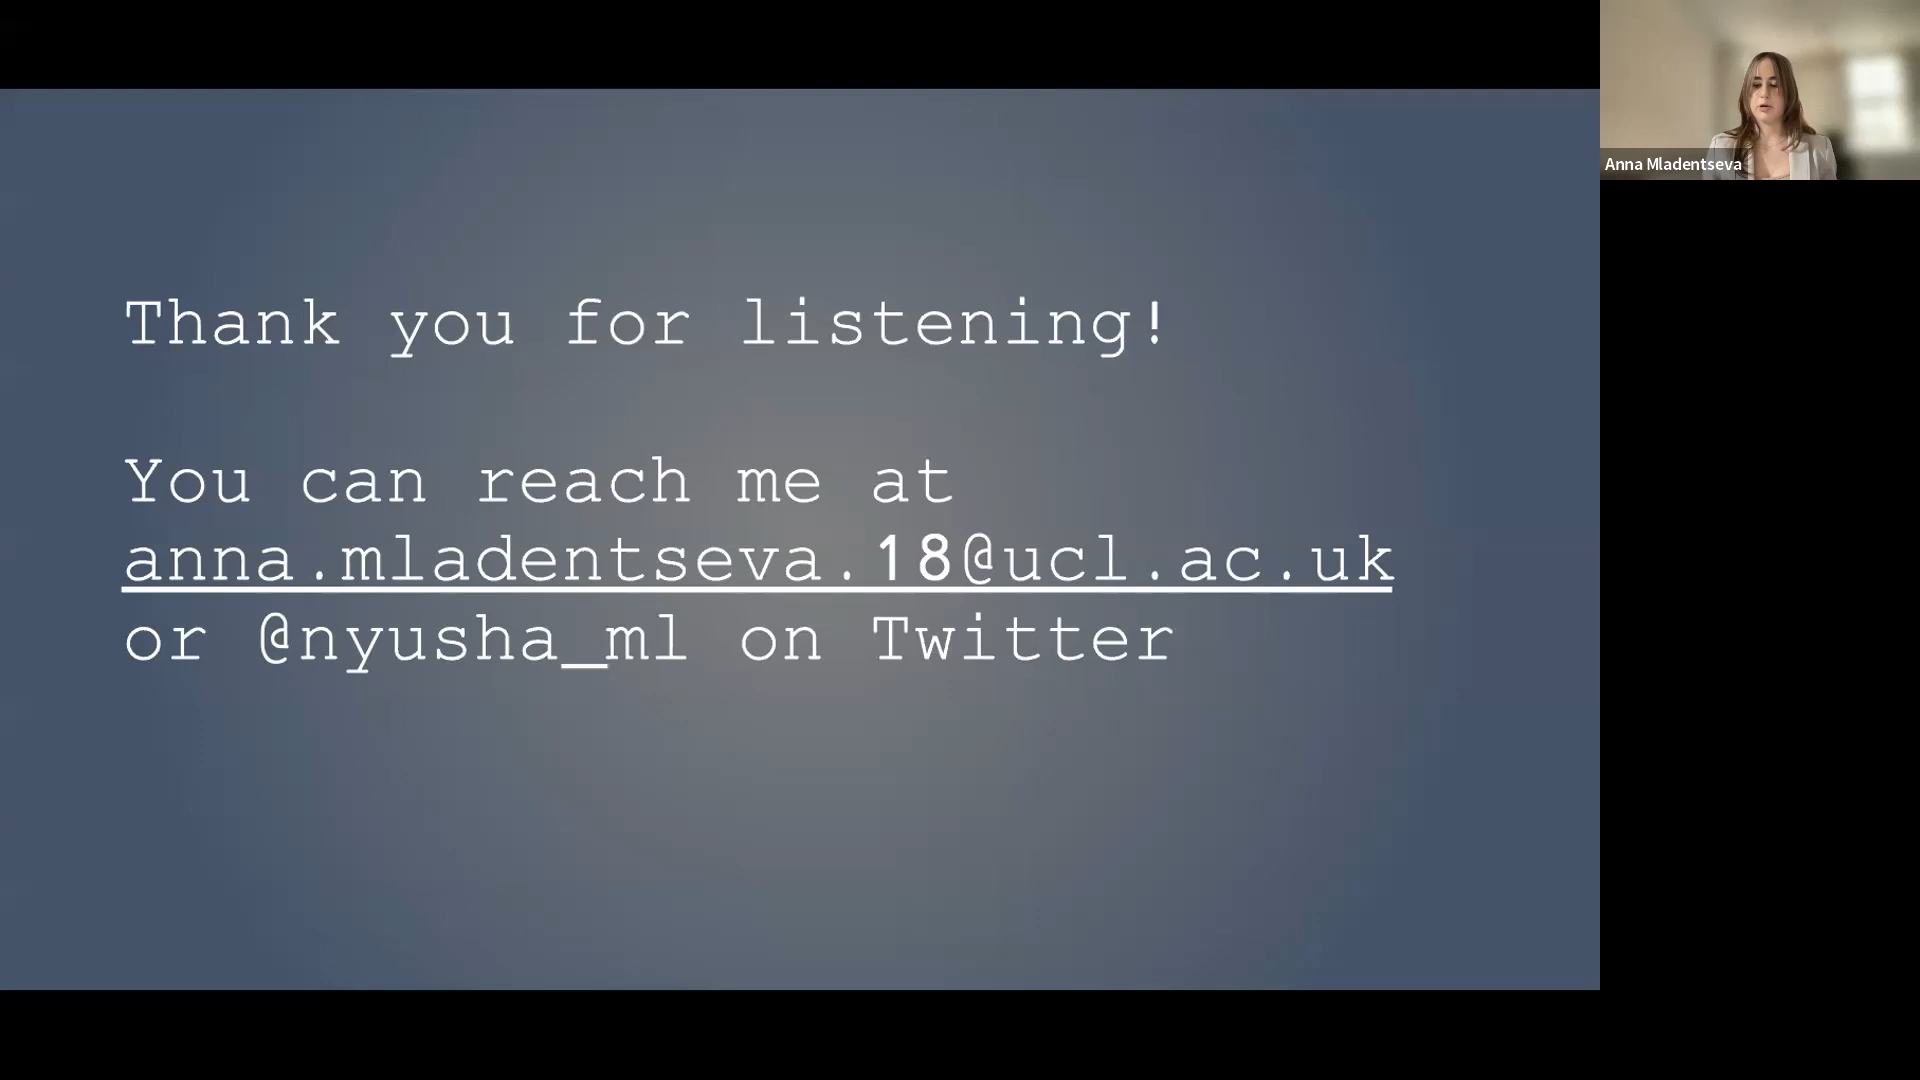 Thank you for listening!
You can reach me at
anna.mladentseva.18@ucl.ac.uk
or @nyusha_ml on Twitter
Anna Mladentseva